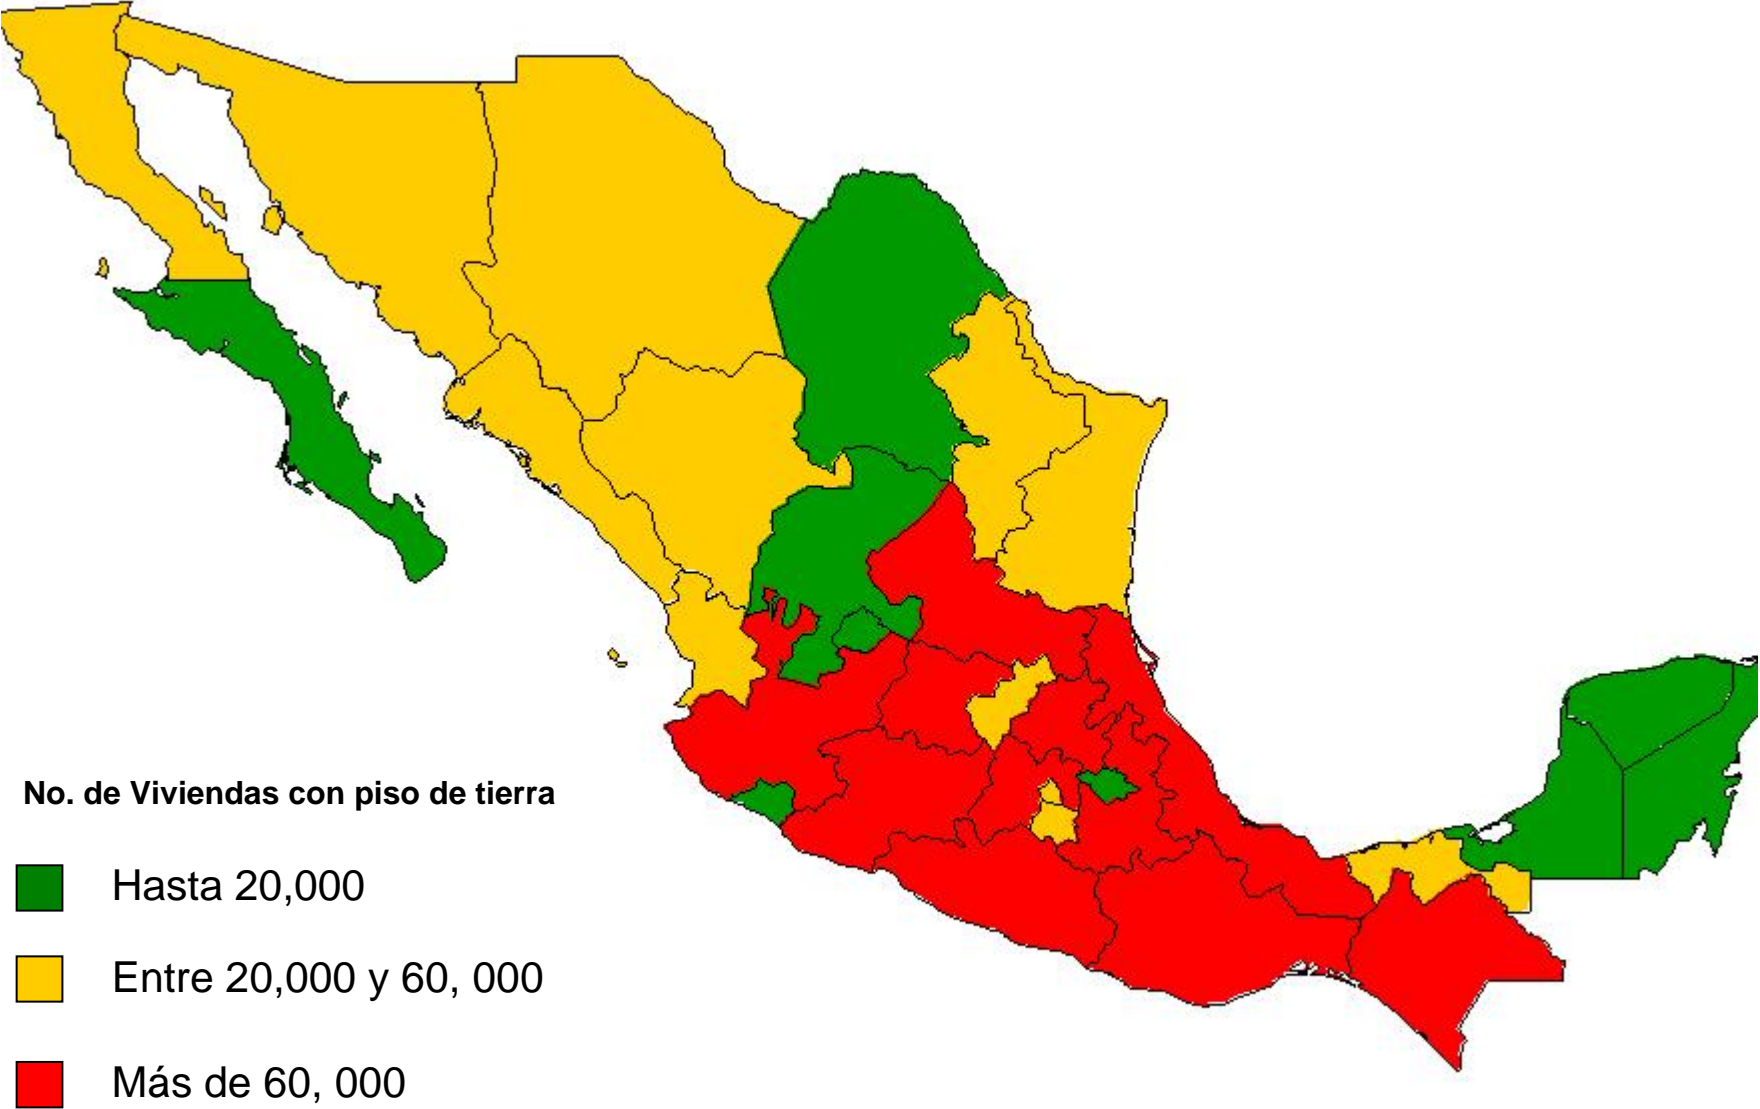 No. de Viviendas con piso de tierra
Hasta 20,000
Entre 20,000 y 60, 000
Más de 60, 000